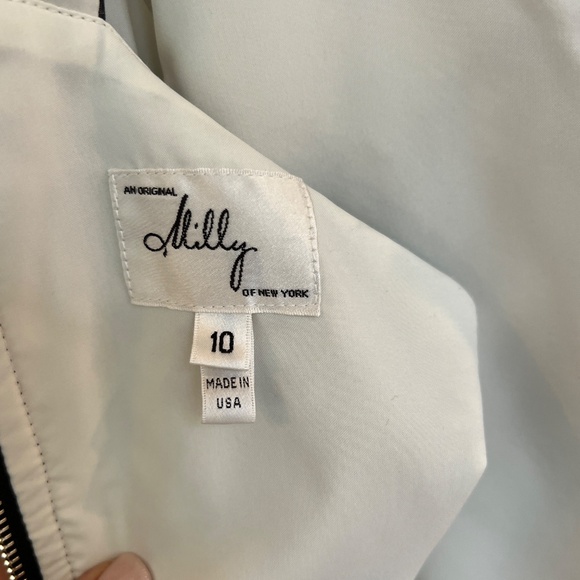 AN ORIGINAL
Milly
OF NEW YORK
10
MADE IN
USA